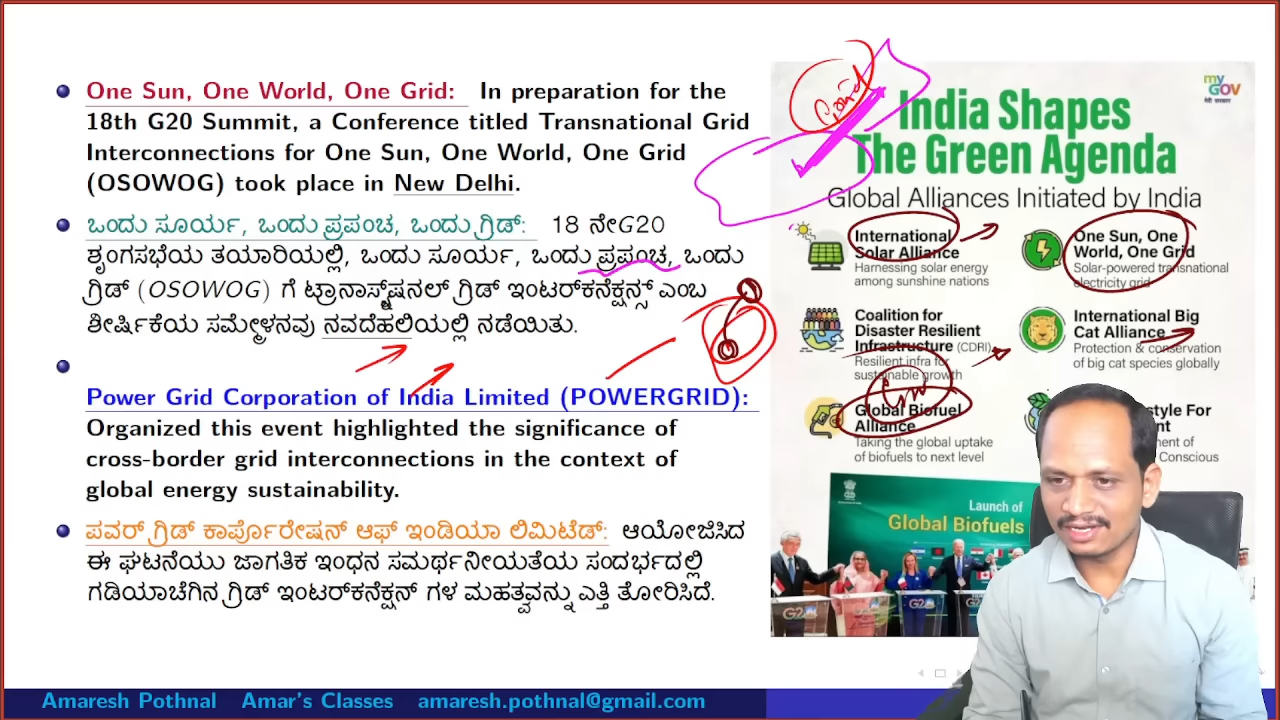 One Sun, One World, One Grid: In preparation for the
18th G20 Summit, a Conference titled Transnational Grid
Interconnections for One Sun, One World, One Grid
(OSOWOG) took place in New Delhi.
ಒಂದು ಸೂರ್ಯ, ಒಂದು ಪ್ರಪಂಚ, ಒಂದು ಗ್ರಿಡ್: 18 ನೇG20
ಶೃಂಗಸಭೆಯ ತಯಾರಿಯಲ್ಲಿ, ಒಂದು ಸೂರ್ಯ, ಒಂದು ಪ್ರಪಂಚ, ಒಂದು
ಗ್ರಿಡ್ (OSOWOG) ಗೆ ಟ್ರಾನಾಸ್ನ್ಯಾಷನಲ್ ಗ್ರಿಡ್ ಇಂಟರ್‌ಕನೆಕ್ಷನ್ಸ್ ಎಂಬ
ಶೀರ್ಷಿಕೆಯ ಸಮ್ಮೇಳನವು ನವದೆಹಲಿಯಲ್ಲಿ ನಡೆಯಿತು.
Power Grid Corporation of India Limited (POWERGRID):
Organized this event highlighted the significance of
cross-border grid interconnections in the context of
global energy sustainability.
ಪವರ್ ಗ್ರಿಡ್ ಕಾರ್ಪೊರೇಷನ್ ಆಫ್ ಇಂಡಿಯಾ ಲಿಮಿಟೆಡ್: ಆಯೋಜಿಸಿದ
ಈ ಘಟನೆಯು ಜಾಗತಿಕ ಇಂಧನ ಸಮರ್ಥನೀಯತೆಯ ಸಂದರ್ಭದಲ್ಲಿ
ಗಡಿಯಾಚೆಗಿನ ಗ್ರಿಡ್ ಇಂಟರ್‌ಕನೆಕ್ಷನ್ ಗಳ ಮಹತ್ವವನ್ನು ಎತ್ತಿ ತೋರಿಸಿದೆ.
my
GOV
मेरी सरकार
India Shapes
The Green Agenda
Global Alliances Initiated by India
International
Solar Alliance
Harnessing solar energy
among sunshine nations
One Sun, One
World, One Grid
Solar-powered transnational
electricity grid
Coalition for
Disaster Resilient
Infrastructure (CDRI)
Resilient infra for
sustainable growth
International Big
Cat Alliance
Protection & conservation
of big cat species globally
Global Biofuel
Alliance
Taking the global uptake
of biofuels to next level
style For
Conscious
Launch of
Global Biofuels
Amaresh Pothnal Amar's Classes amaresh.pothnal@gmail.com